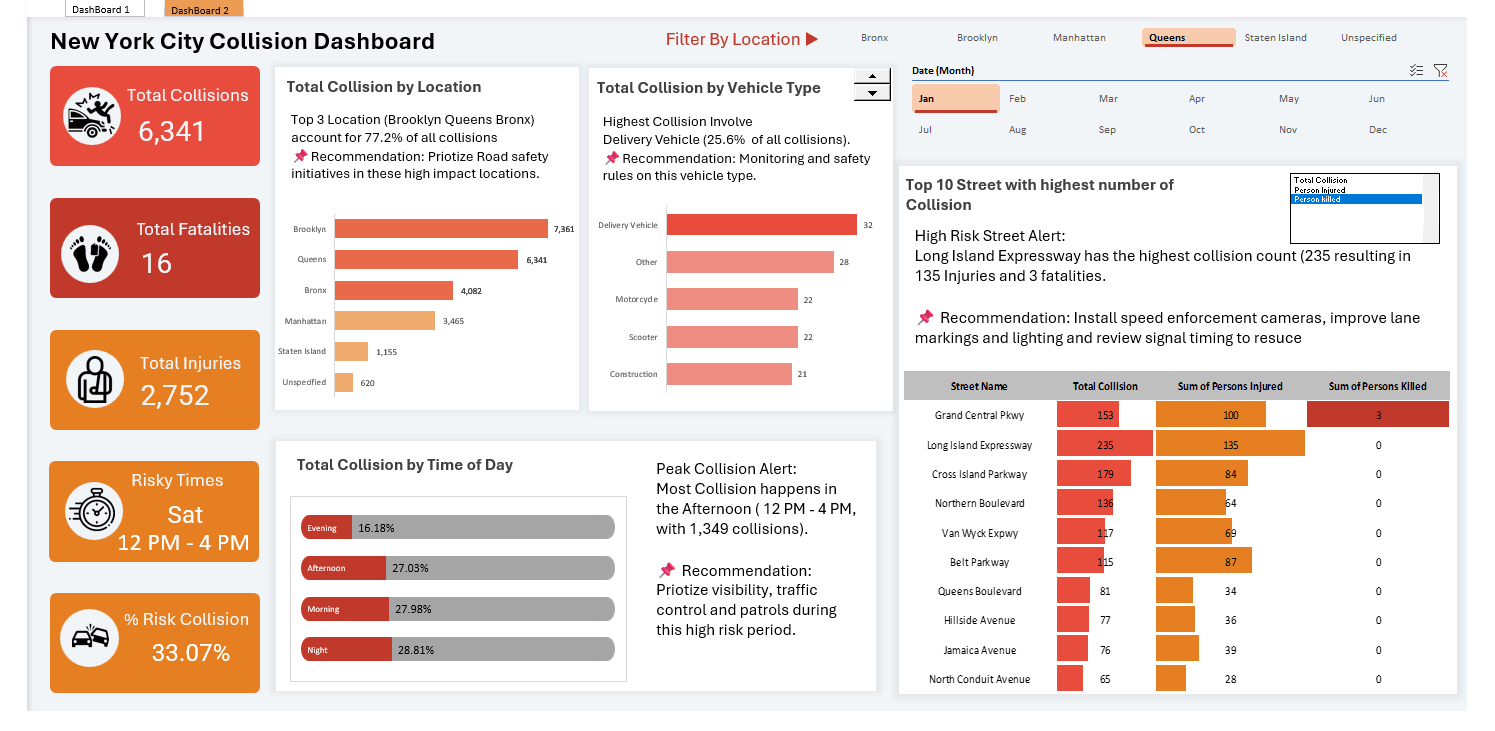 DashBoard 1
DashBoard 2
New York City Collision Dashboard
Filter By Location ▶
Bronx
Brooklyn
Manhattan
Queens
Staten Island
Unspecified
Date (Month)
Jan
Feb
Mar
Apr
May
Jun
Jul
Aug
Sep
Oct
Nov
Dec
Total Collisions
6,341
Total Fatalities
16
Total Injuries
2,752
Risky Times
Sat
12 PM - 4 PM
% Risk Collision
33.07%
Total Collision by Location
Top 3 Location (Brooklyn Queens Bronx)
account for 77.2% of all collisions
📌 Recommendation: Priotize Road safety
initiatives in these high impact locations.
Brooklyn 7,361
Queens 6,341
Bronx 4,082
Manhattan 3,465
Staten Island 1,155
Unspecified 620
Total Collision by Vehicle Type
Highest Collision Involve
Delivery Vehicle (25.6% of all collisions).
📌 Recommendation: Monitoring and safety
rules on this vehicle type.
Delivery Vehicle 32
Other 28
Motorcycle 22
Scooter 22
Construction 21
Total Collision by Time of Day
Evening 16.18%
Afternoon 27.03%
Morning 27.98%
Night 28.81%
Peak Collision Alert:
Most Collision happens in
the Afternoon ( 12 PM - 4 PM,
with 1,349 collisions).
📌 Recommendation:
Priotize visibility, traffic
control and patrols during
this high risk period.
Top 10 Street with highest number of
Collision
Total Collision
Person Injured
Person killed
High Risk Street Alert:
Long Island Expressway has the highest collision count (235 resulting in
135 Injuries and 3 fatalities.
📌 Recommendation: Install speed enforcement cameras, improve lane
markings and lighting and review signal timing to resuce
Street Name Total Collision Sum of Persons Injured Sum of Persons Killed
Grand Central Pkwy 153 100 3
Long Island Expressway 235 135 0
Cross Island Parkway 179 84 0
Northern Boulevard 136 64 0
Van Wyck Expwy 117 69 0
Belt Parkway 115 87 0
Queens Boulevard 81 34 0
Hillside Avenue 77 36 0
Jamaica Avenue 76 39 0
North Conduit Avenue 65 28 0